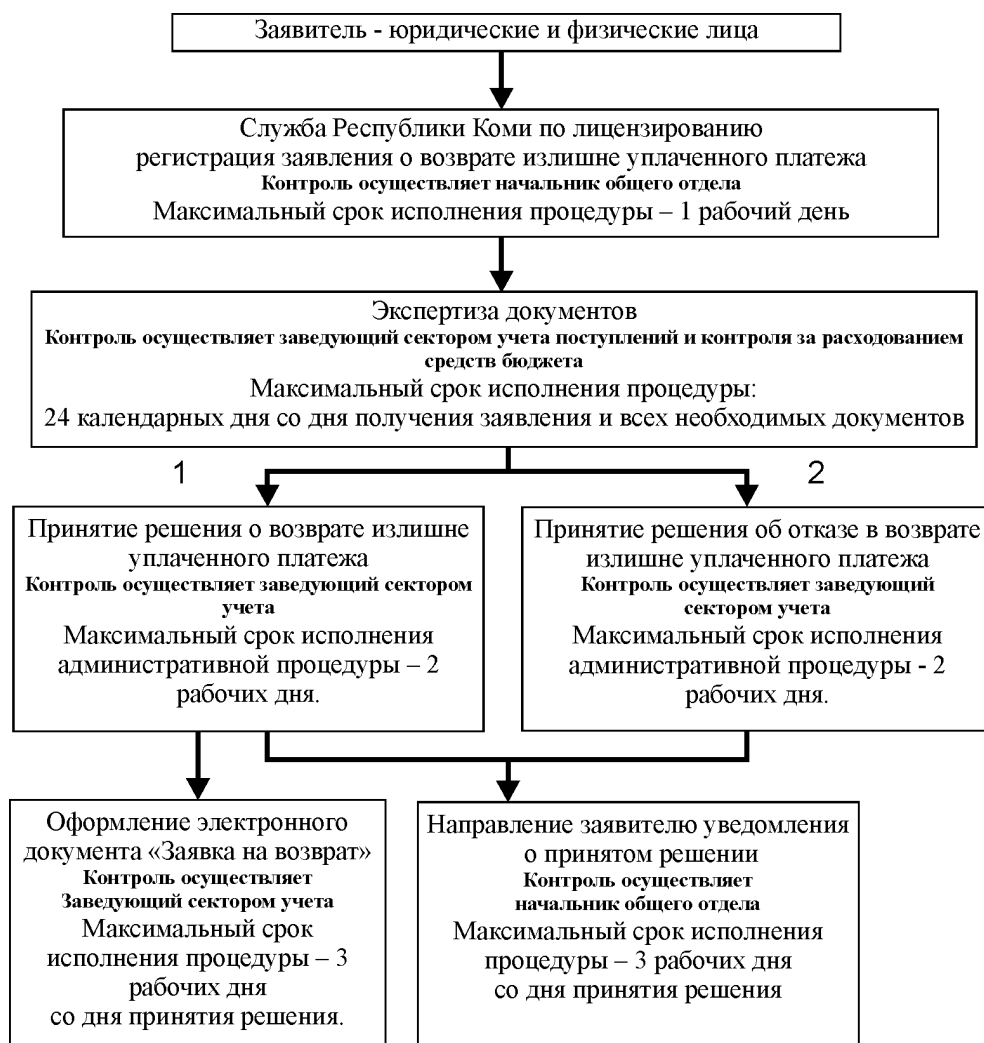 Заявитель - юридические и физические лица
Служба Республики Коми по лицензированию
регистрация заявления о возврате излишне уплаченного платежа
Контроль осуществляет начальник общего отдела
Максимальный срок исполнения процедуры – 1 рабочий день
Экспертиза документов
Контроль осуществляет заведующий сектором учета поступлений и контроля за расходованием
средств бюджета
Максимальный срок исполнения процедуры:
24 календарных дня со дня получения заявления и всех необходимых документов
1
2
Принятие решения о возврате излишне
уплаченного платежа
Контроль осуществляет заведующий сектором
учета
Максимальный срок исполнения
административной процедуры – 2
рабочих дня.
Принятие решения об отказе в возврате
излишне уплаченного платежа
Контроль осуществляет заведующий
сектором учета
Максимальный срок исполнения
административной процедуры - 2
рабочих дня.
Оформление электронного
документа «Заявка на возврат»
Контроль осуществляет
Заведующий сектором учета
Максимальный срок
исполнения процедуры – 3
рабочих дня
со дня принятия решения.
Направление заявителю уведомления
о принятом решении
Контроль осуществляет
начальник общего отдела
Максимальный срок исполнения
процедуры – 3 рабочих дня
со дня принятия решения